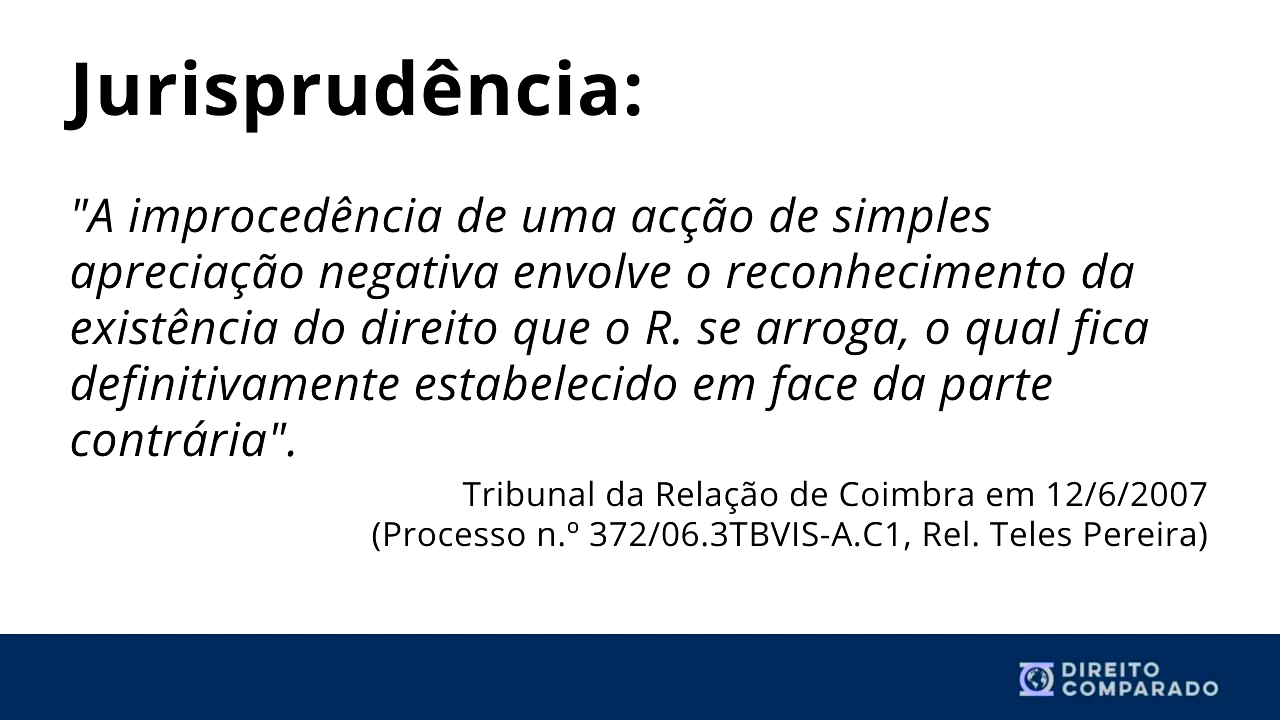 Jurisprudência:
"A improcedência de uma acção de simples
apreciação negativa envolve o reconhecimento da
existência do direito que o R. se arroga, o qual fica
definitivamente estabelecido em face da parte
contrária".
Tribunal da Relação de Coimbra em 12/6/2007
(Processo n.º 372/06.3TBVIS-A.C1, Rel. Teles Pereira)
DIREITO
COMPARADO